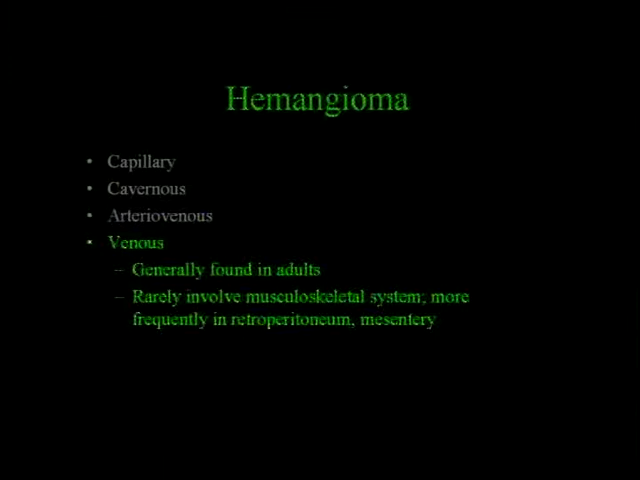 Hemangioma
• Capillary
• Cavernous
• Arteriovenous
• Venous
– Generally found in adults
– Rarely involve musculoskeletal system; more
frequently in retroperitoneum, mesentery